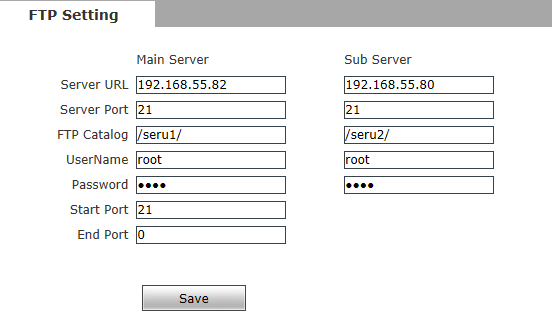 FTP Setting
Main Server Sub Server
Server URL 192.168.55.82 192.168.55.80
Server Port 21 21
FTP Catalog /seru1/ /seru2/
UserName root root
Password ●●●● ●●●●
Start Port 21
End Port 0
Save